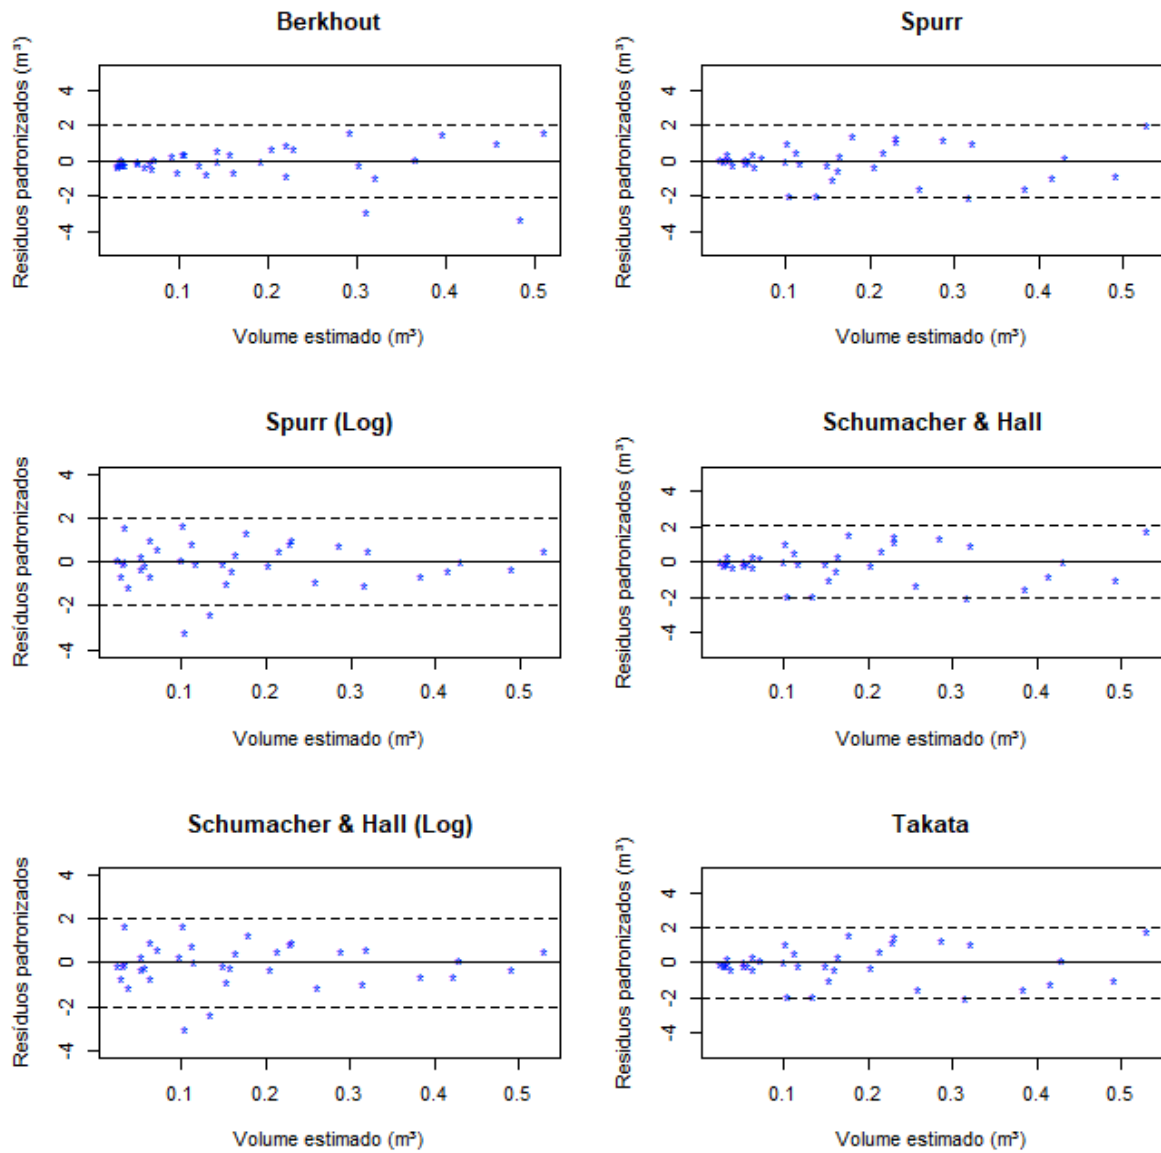 Berkhout
Resíduos padronizados (m³)
4
2
0
-2
-4
0.1 0.2 0.3 0.4 0.5
Volume estimado (m³)
Spurr
Resíduos padronizados (m³)
4
2
0
-2
-4
0.1 0.2 0.3 0.4 0.5
Volume estimado (m³)
Spurr (Log)
Resíduos padronizados
4
2
0
-2
-4
0.1 0.2 0.3 0.4 0.5
Volume estimado (m³)
Schumacher & Hall
Resíduos padronizados (m³)
4
2
0
-2
-4
0.1 0.2 0.3 0.4 0.5
Volume estimado (m³)
Schumacher & Hall (Log)
Resíduos padronizados
4
2
0
-2
-4
0.1 0.2 0.3 0.4 0.5
Volume estimado (m³)
Takata
Resíduos padronizados (m³)
4
2
0
-2
-4
0.1 0.2 0.3 0.4 0.5
Volume estimado (m³)